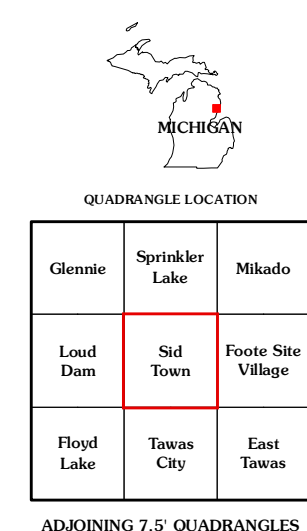 MICHIGAN
QUADRANGLE LOCATION
Glennie
Sprinkler
Lake
Mikado
Loud
Dam
Sid
Town
Foote Site
Village
Floyd
Lake
Tawas
City
East
Tawas
ADJOINING 7.5' QUADRANGLES